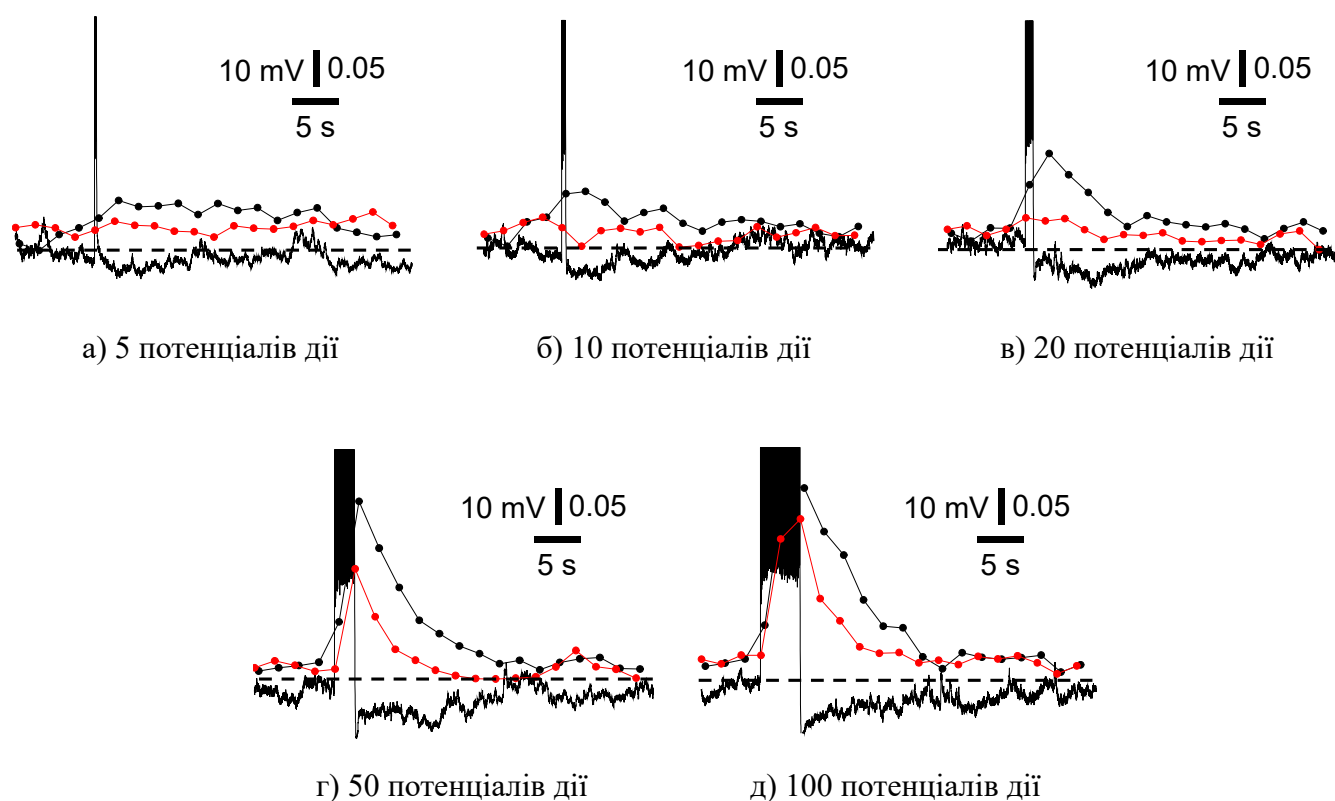 10 mV 0.05
5 s
10 mV 0.05
5 s
10 mV 0.05
5 s
а) 5 потенціалів дії
б) 10 потенціалів дії
в) 20 потенціалів дії
10 mV 0.05
5 s
10 mV 0.05
5 s
г) 50 потенціалів дії
д) 100 потенціалів дії